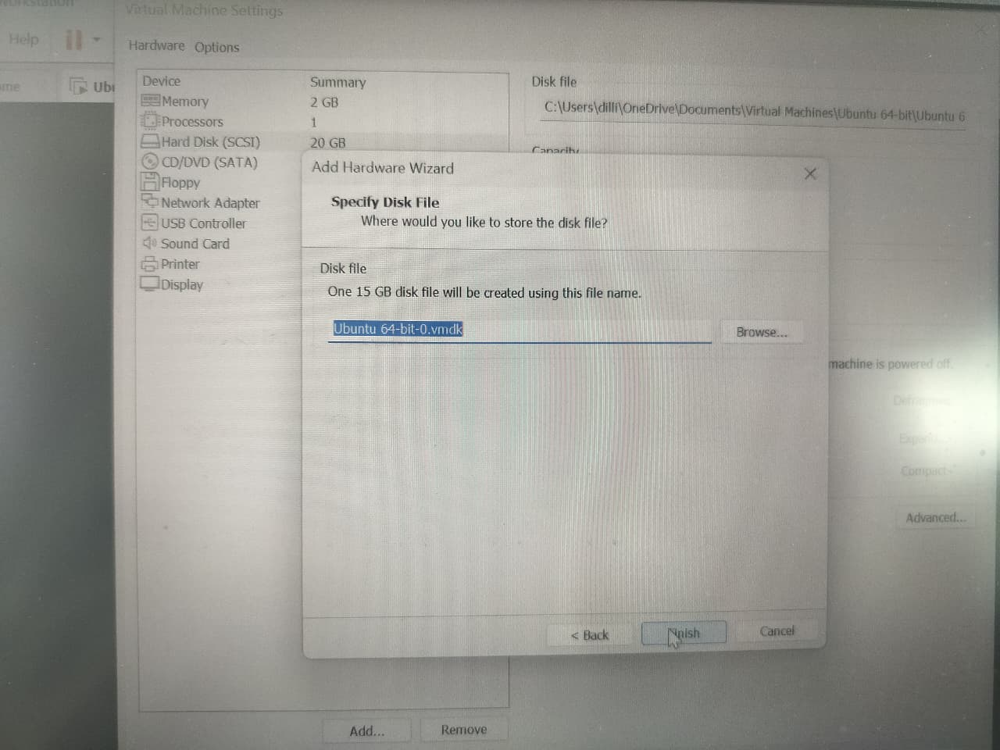 Virtual Machine Settings
Help
Hardware Options
me
Ubu
Device Summary
Memory 2 GB
Processors 1
Hard Disk (SCSI) 20 GB
CD/DVD (SATA)
Floppy
Network Adapter
USB Controller
Sound Card
Printer
Display
Disk file
C:\Users\dilli\OneDrive\Documents\Virtual Machines\Ubuntu 64-bit\Ubuntu 6
Capacity
Add Hardware Wizard
Specify Disk File
Where would you like to store the disk file?
Disk file
One 15 GB disk file will be created using this file name.
Ubuntu 64-bit-0.vmdk
Browse...
machine is powered off.
Compact
Advanced...
< Back
Finish
Cancel
Add...
Remove